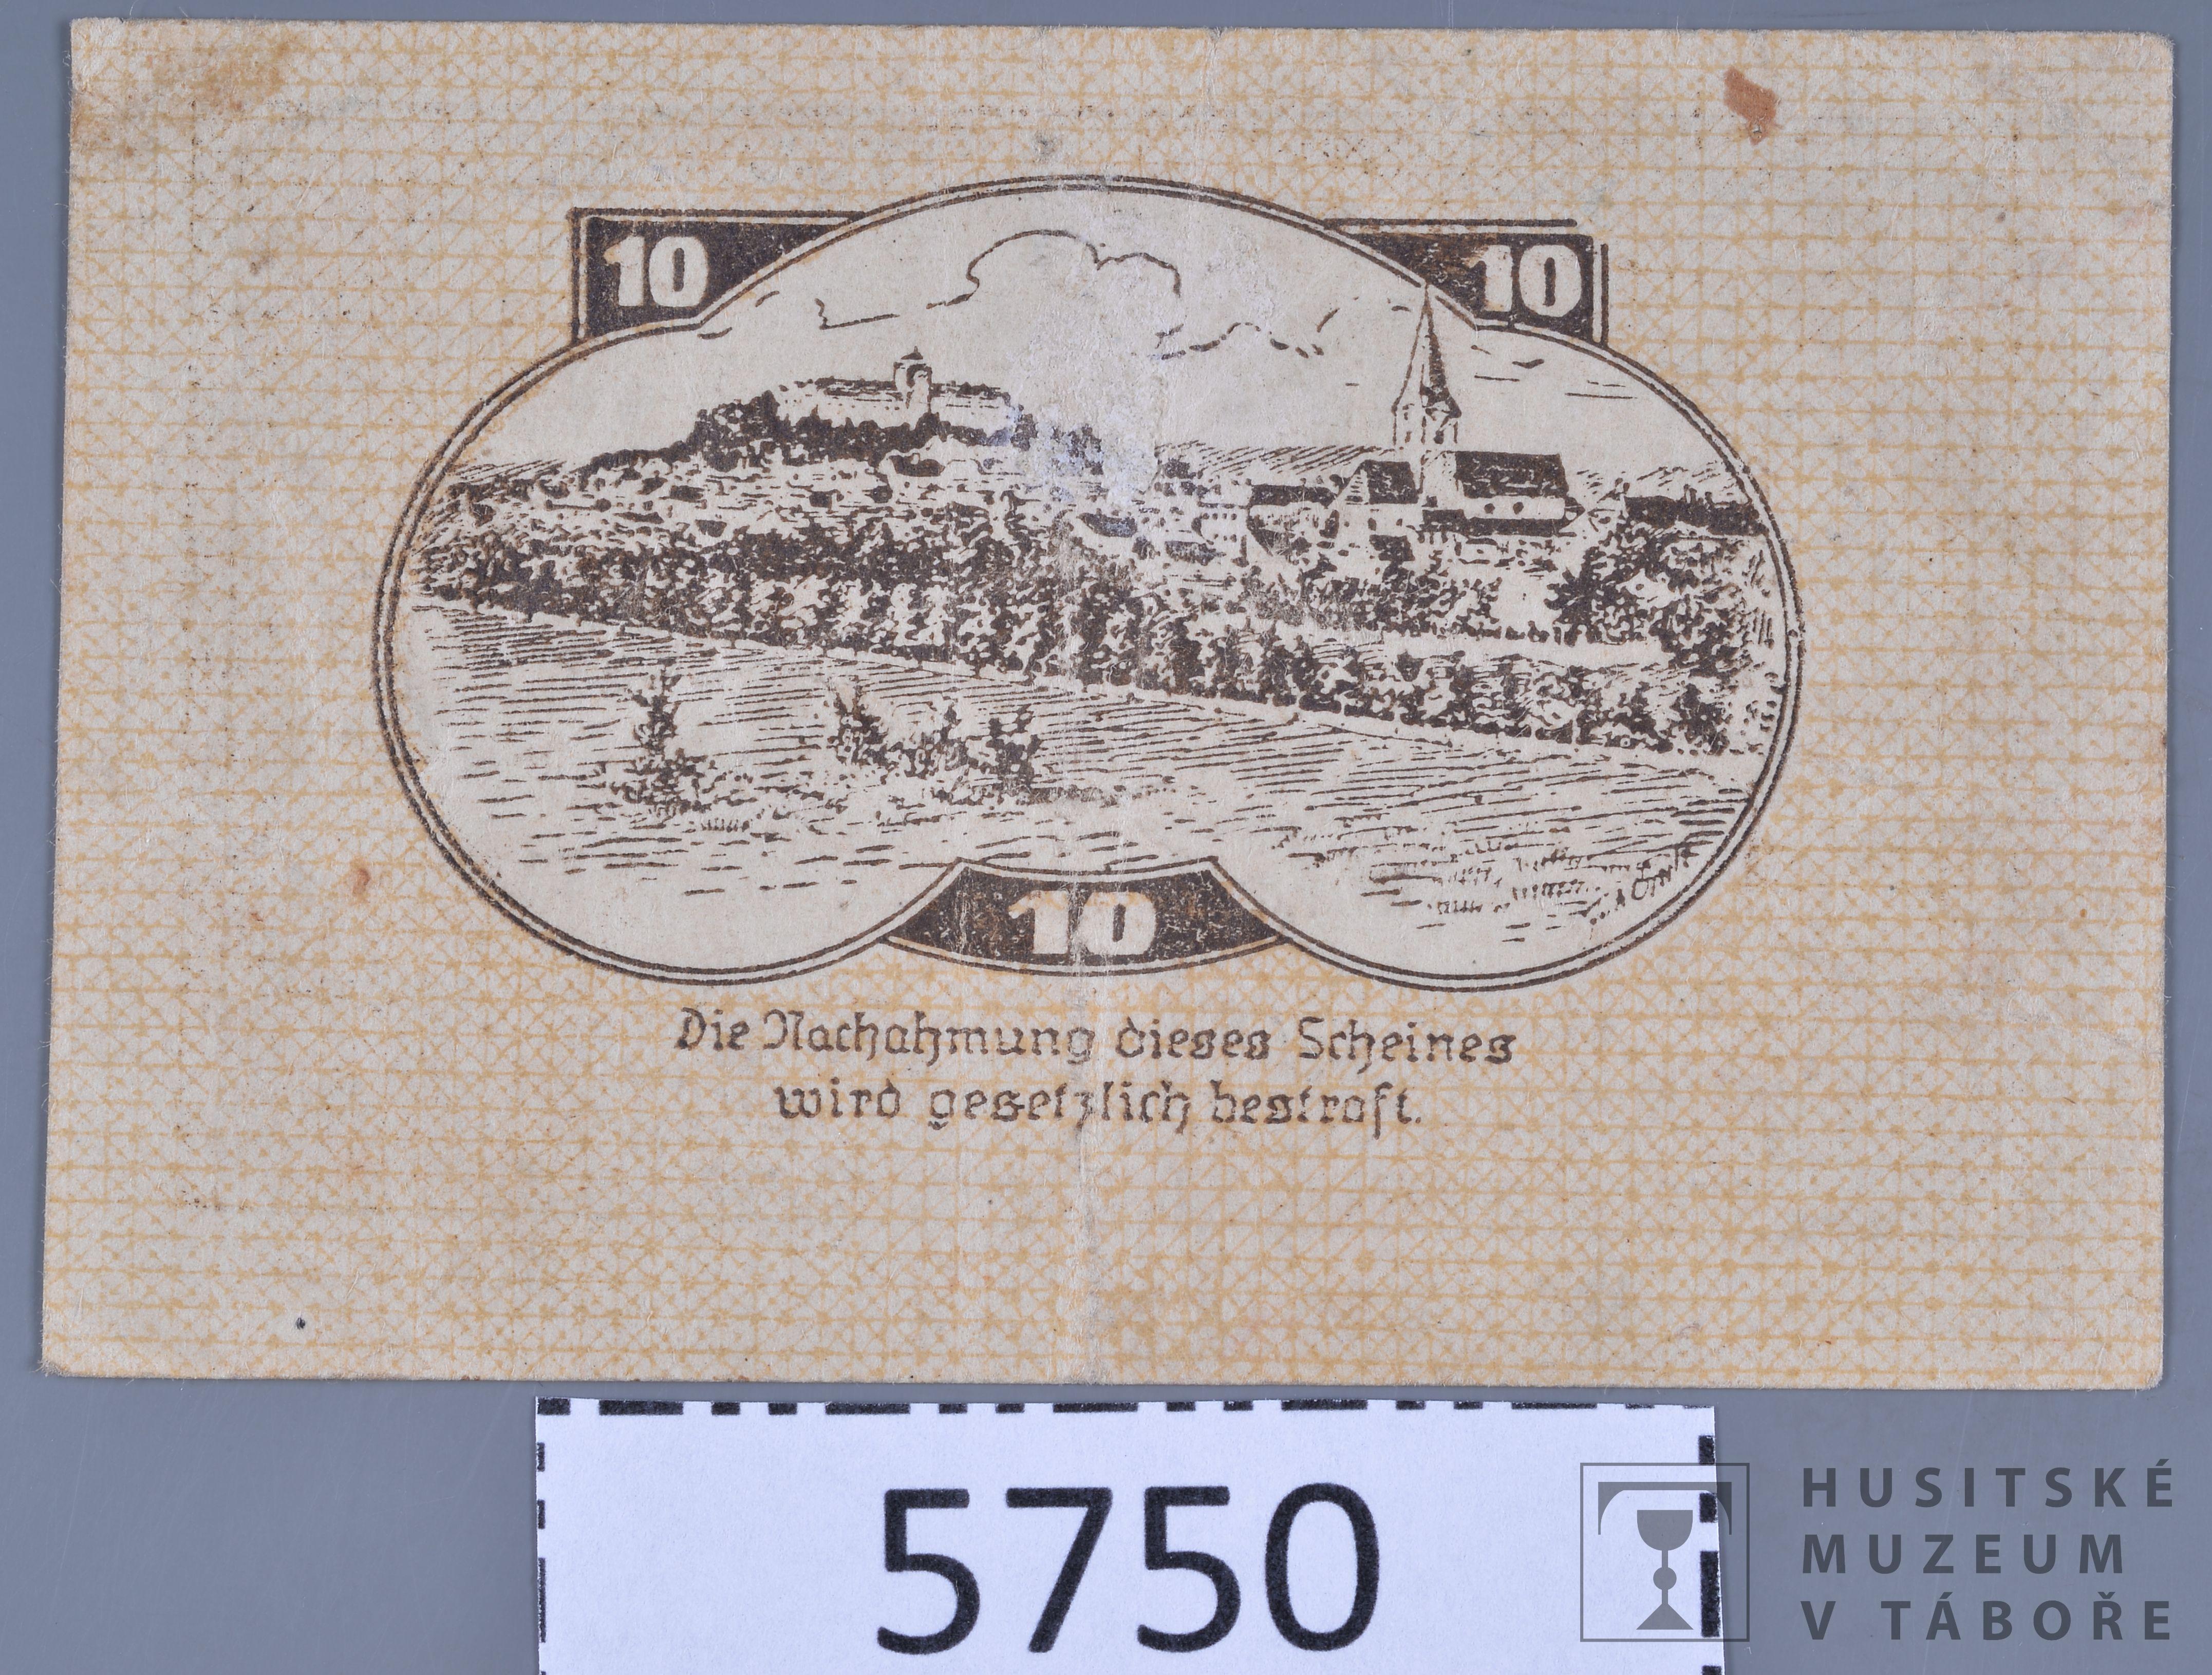 10
10
10
Die Nachahmung dieses Scheines
wird gesetzlich bestraft.
5750
HUSITSKÉ
MUZEUM
V TÁBOŘE